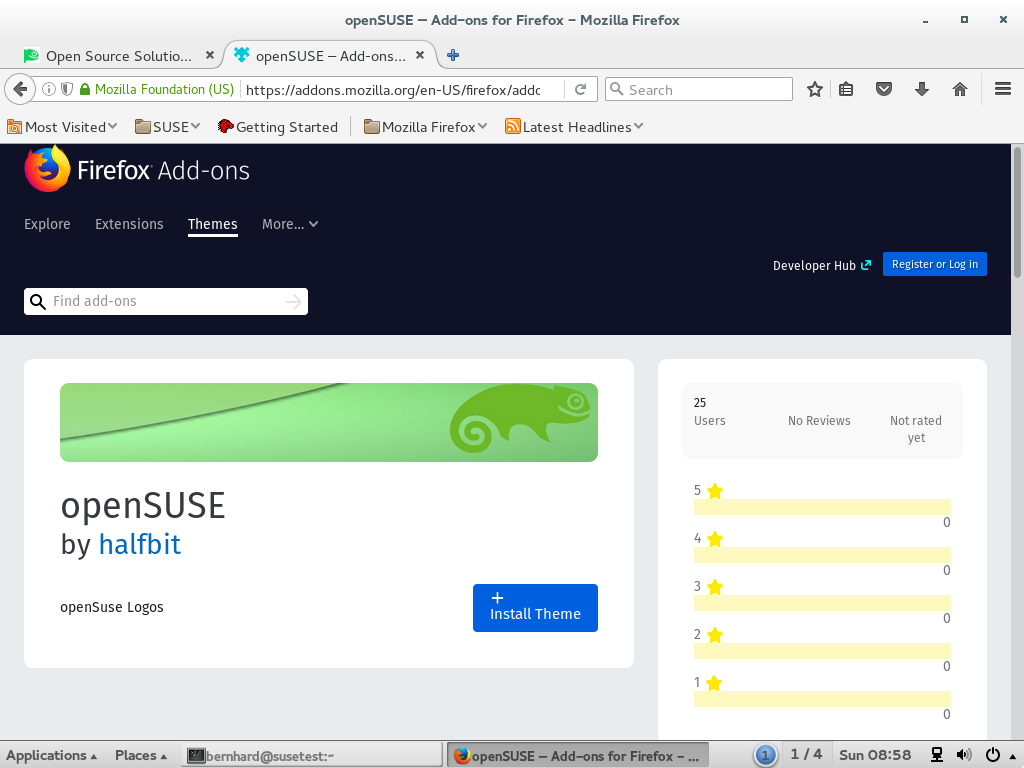 openSUSE – Add-ons for Firefox - Mozilla Firefox
Open Source Solutio...
openSUSE – Add-ons...
Mozilla Foundation (US)
https://addons.mozilla.org/en-US/firefox/addo
Search
Most Visited
SUSE
Getting Started
Mozilla Firefox
Latest Headlines
Firefox Add-ons
Explore
Extensions
Themes
More...
Developer Hub
Register or Log in
Find add-ons
openSUSE
by halfbit
openSuse Logos
Install Theme
25
Users
No Reviews
Not rated
yet
5
0
4
0
3
0
2
0
1
0
Applications
Places
bernhard@susetest:~
openSUSE – Add-ons for Firefox - ...
1
1 / 4
Sun 08:58